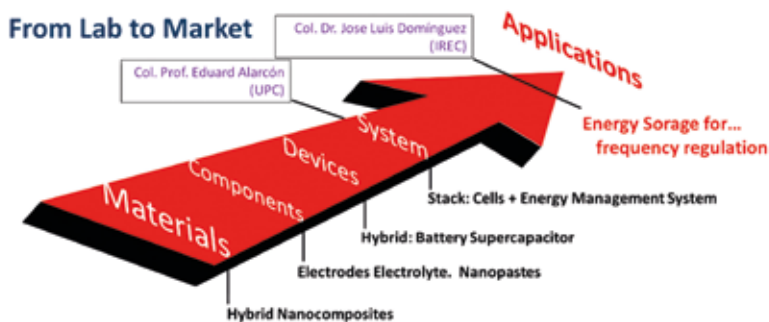 From Lab to Market
Col. Dr. Jose Luis Domínguez
(IREC)
Col. Prof. Eduard Alarcón
(UPC)
Applications
Energy Sorage for...
frequency regulation
System
Devices
Components
Materials
Stack: Cells + Energy Management System
Hybrid: Battery Supercapacitor
Electrodes Electrolyte. Nanopastes
Hybrid Nanocomposites